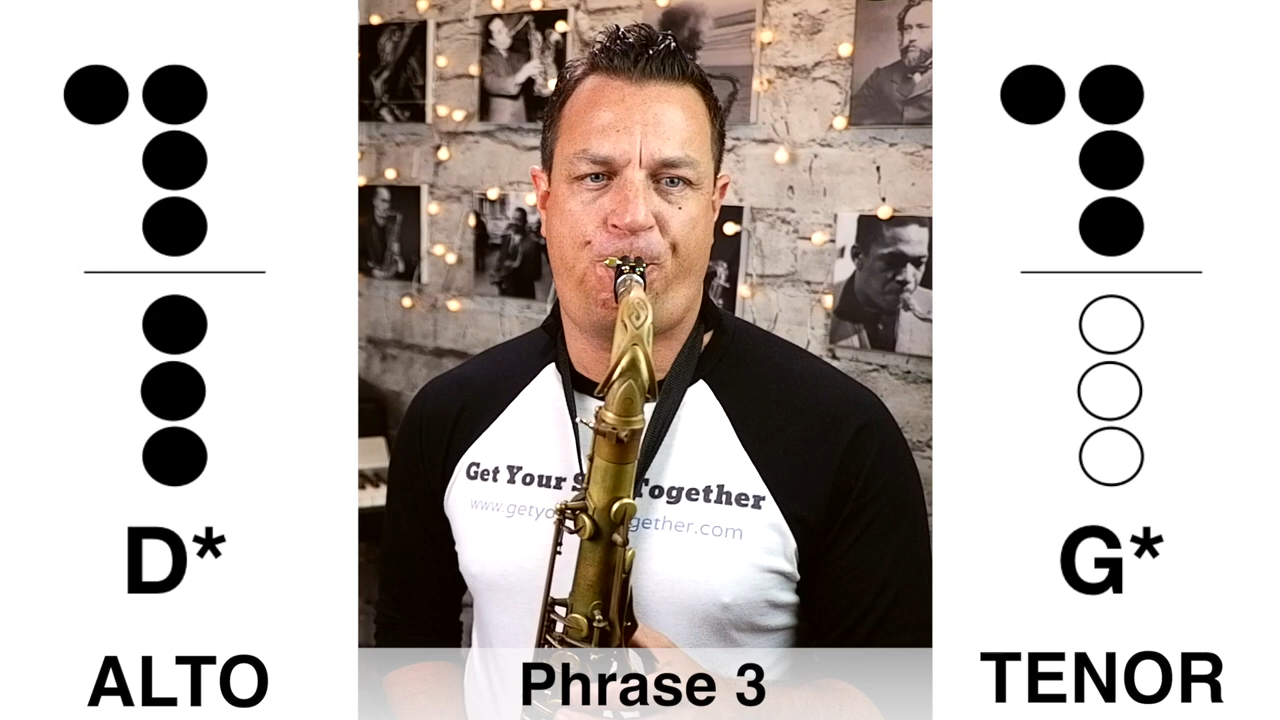 Get Your S Together
www.getyo gether.com
D*
G*
ALTO
Phrase 3
TENOR